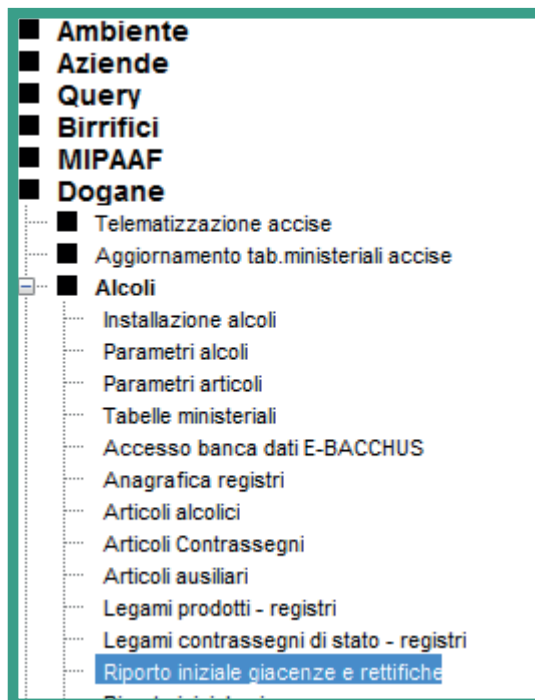 Ambiente
Aziende
Query
Birrifici
MIPAAF
Dogane
Telematizzazione accise
Aggiornamento tab.ministeriali accise
Alcoli
Installazione alcoli
Parametri alcoli
Parametri articoli
Tabelle ministeriali
Accesso banca dati E-BACCHUS
Anagrafica registri
Articoli alcolici
Articoli Contrassegni
Articoli ausiliari
Legami prodotti - registri
Legami contrassegni di stato - registri
Riporto iniziale giacenze e rettifiche